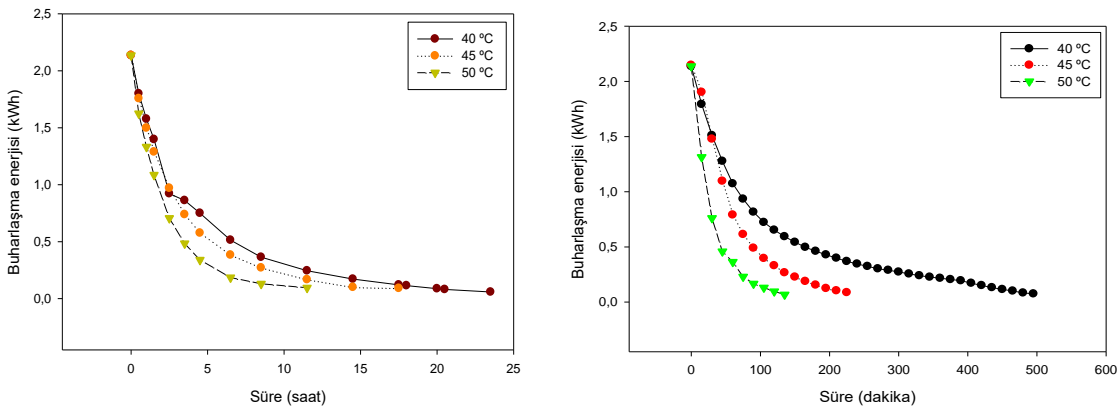 2,5
2,0
1,5
1,0
0,5
0,0
Buharlaşma enerjisi (kWh)
40 ºC
45 ºC
50 ºC
0 5 10 15 20 25
Süre (saat)
2,5
2,0
1,5
1,0
0,5
0,0
Buharlaşma enerjisi (kWh)
40 ºC
45 ºC
50 ºC
0 100 200 300 400 500 600
Süre (dakika)